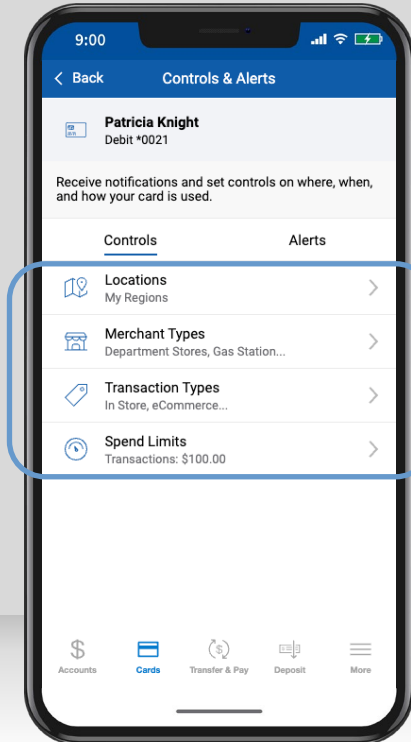 9:00
Back
Controls & Alerts
Patricia Knight
Debit *0021
Receive notifications and set controls on where, when,
and how your card is used.
Controls
Alerts
Locations
My Regions
Merchant Types
Department Stores, Gas Station...
Transaction Types
In Store, eCommerce...
Spend Limits
Transactions: $100.00
Accounts
Cards
Transfer & Pay
Deposit
More